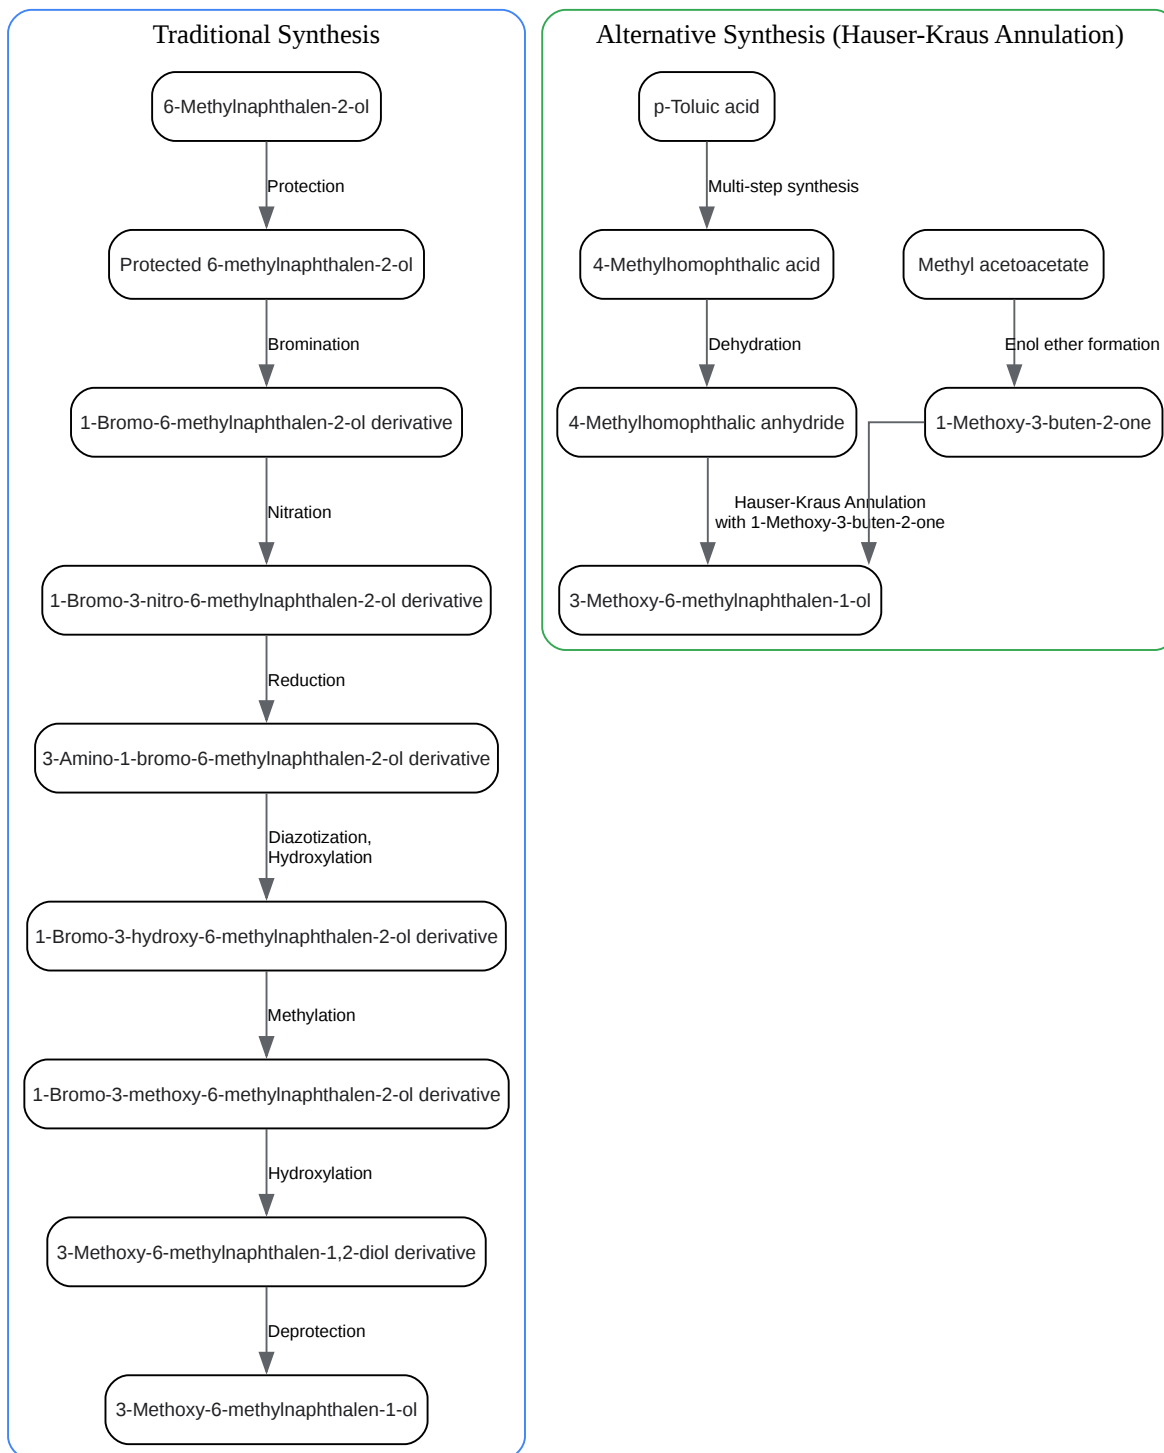 Traditional Synthesis
6-Methylnaphthalen-2-ol
Protection
Protected 6-methylnaphthalen-2-ol
Bromination
1-Bromo-6-methylnaphthalen-2-ol derivative
Nitration
1-Bromo-3-nitro-6-methylnaphthalen-2-ol derivative
Reduction
3-Amino-1-bromo-6-methylnaphthalen-2-ol derivative
Diazotization,
Hydroxylation
1-Bromo-3-hydroxy-6-methylnaphthalen-2-ol derivative
Methylation
1-Bromo-3-methoxy-6-methylnaphthalen-2-ol derivative
Hydroxylation
3-Methoxy-6-methylnaphthalen-1,2-diol derivative
Deprotection
3-Methoxy-6-methylnaphthalen-1-ol
Alternative Synthesis (Hauser-Kraus Annulation)
p-Toluic acid
Multi-step synthesis
4-Methylhomophthalic acid
Methyl acetoacetate
Dehydration
Enol ether formation
4-Methylhomophthalic anhydride
1-Methoxy-3-buten-2-one
Hauser-Kraus Annulation
with 1-Methoxy-3-buten-2-one
3-Methoxy-6-methylnaphthalen-1-ol